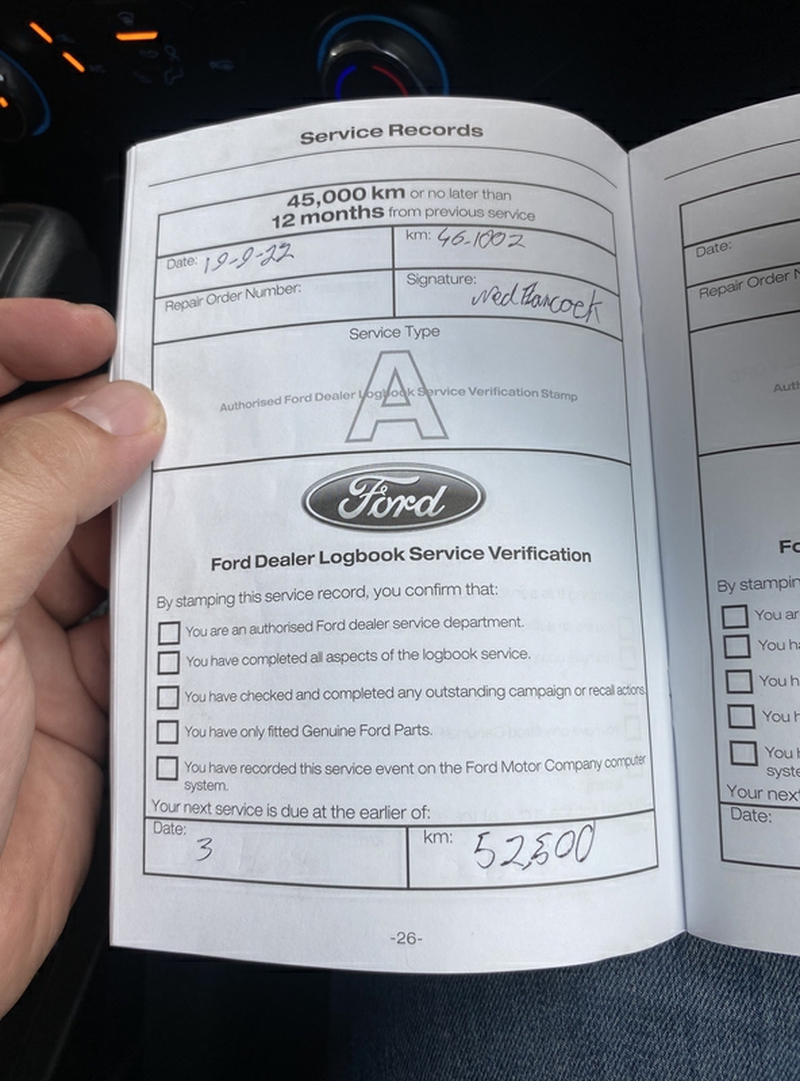 Service Records
45,000 km or no later than
12 months from previous service
Date: 19-9-22
km: 46-1002
Repair Order Number:
Signature: Ned Hancock
Service Type
A
Authorised Ford Dealer Logbook Service Verification Stamp
Ford
Ford Dealer Logbook Service Verification
By stamping this service record, you confirm that:
You are an authorised Ford dealer service department.
You have completed all aspects of the logbook service.
You have checked and completed any outstanding campaign or recall actions.
You have only fitted Genuine Ford Parts.
You have recorded this service event on the Ford Motor Company computer
system.
Your next service is due at the earlier of:
Date: 3
km: 52,500
-26-
Date:
Repair Order
By stampin
You ar
You ha
You h
You h
You h
syste
Your next
Date: